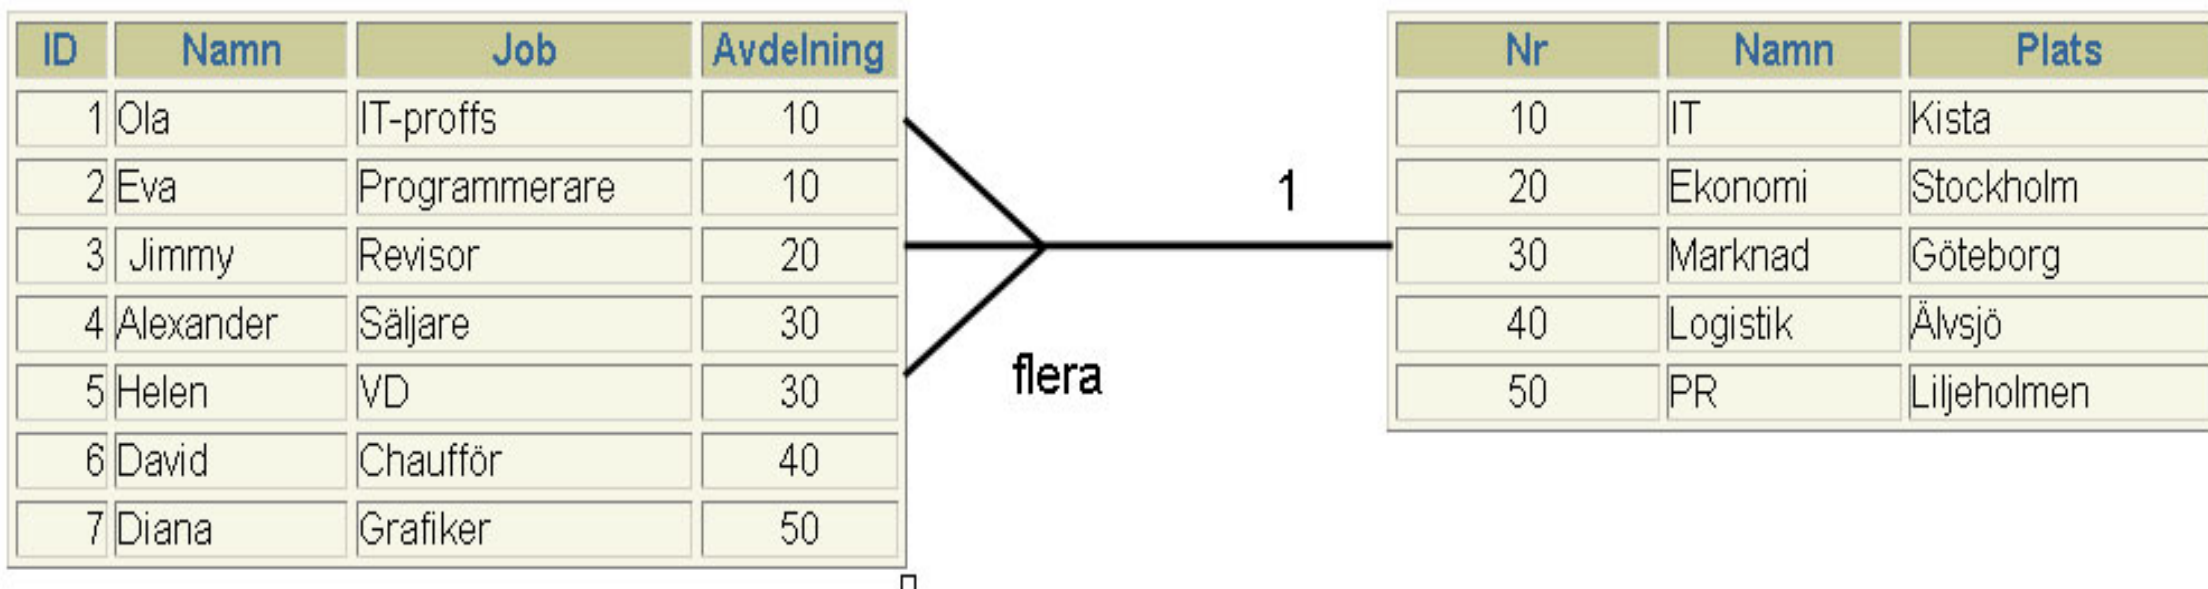 ID Namn Job Avdelning
1 Ola IT-proffs 10
2 Eva Programmerare 10
3 Jimmy Revisor 20
4 Alexander Säljare 30
5 Helen VD 30
6 David Chaufför 40
7 Diana Grafiker 50
1
flera
Nr Namn Plats
10 IT Kista
20 Ekonomi Stockholm
30 Marknad Göteborg
40 Logistik Älvsjö
50 PR Liljeholmen